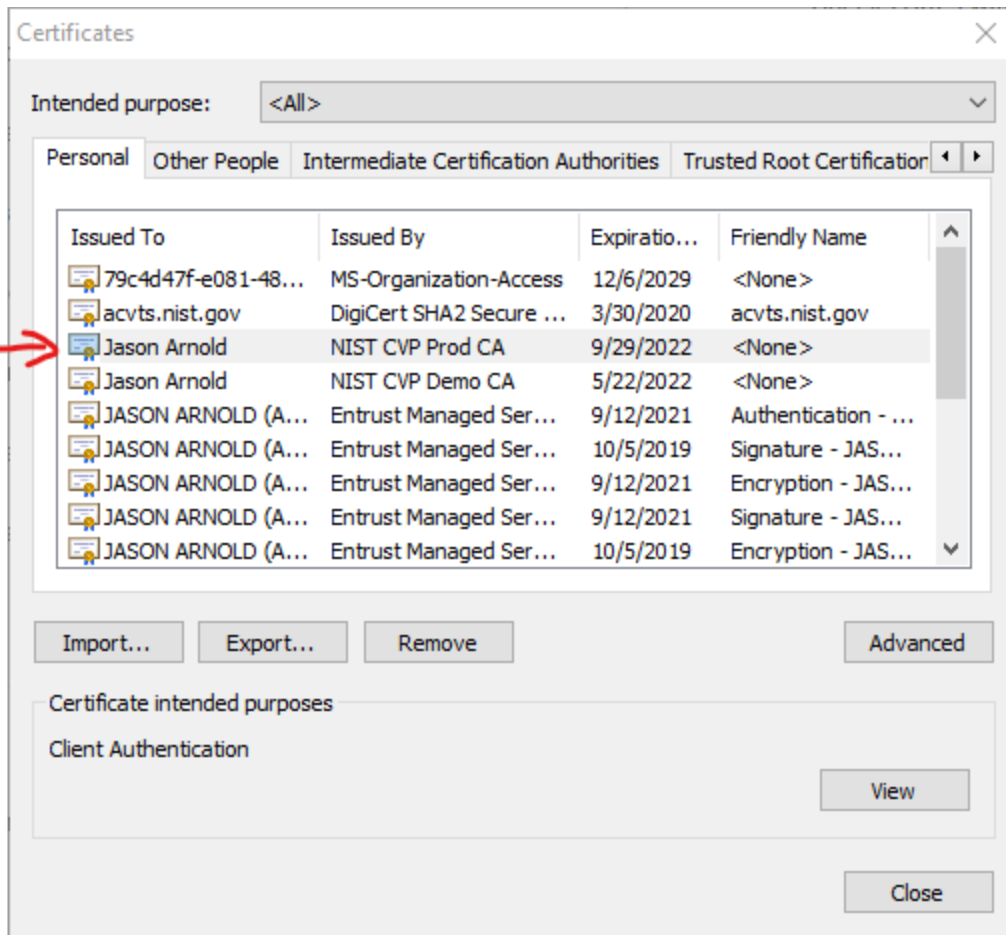 Certificates
Intended purpose: <All>
Personal Other People Intermediate Certification Authorities Trusted Root Certification
Issued To Issued By Expiratio... Friendly Name
79c4d47f-e081-48... MS-Organization-Access 12/6/2029 <None>
acvts.nist.gov DigiCert SHA2 Secure ... 3/30/2020 acvts.nist.gov
Jason Arnold NIST CVP Prod CA 9/29/2022 <None>
Jason Arnold NIST CVP Demo CA 5/22/2022 <None>
JASON ARNOLD (A... Entrust Managed Ser... 9/12/2021 Authentication - ...
JASON ARNOLD (A... Entrust Managed Ser... 10/5/2019 Signature - JAS...
JASON ARNOLD (A... Entrust Managed Ser... 9/12/2021 Encryption - JAS...
JASON ARNOLD (A... Entrust Managed Ser... 9/12/2021 Signature - JAS...
JASON ARNOLD (A... Entrust Managed Ser... 10/5/2019 Encryption - JAS...
Import... Export... Remove Advanced
Certificate intended purposes
Client Authentication
View
Close